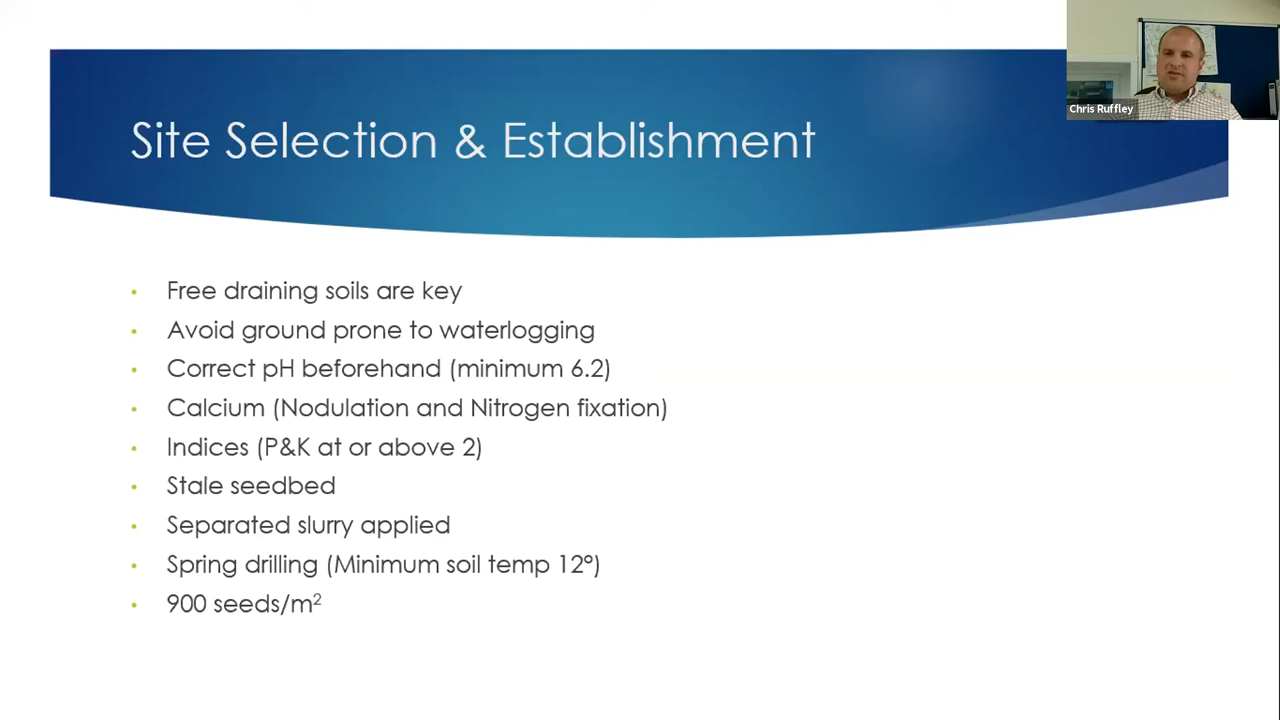 Site Selection & Establishment
Chris Ruffley
• Free draining soils are key
• Avoid ground prone to waterlogging
• Correct pH beforehand (minimum 6.2)
• Calcium (Nodulation and Nitrogen fixation)
• Indices (P&K at or above 2)
• Stale seedbed
• Separated slurry applied
• Spring drilling (Minimum soil temp 12°)
• 900 seeds/m²